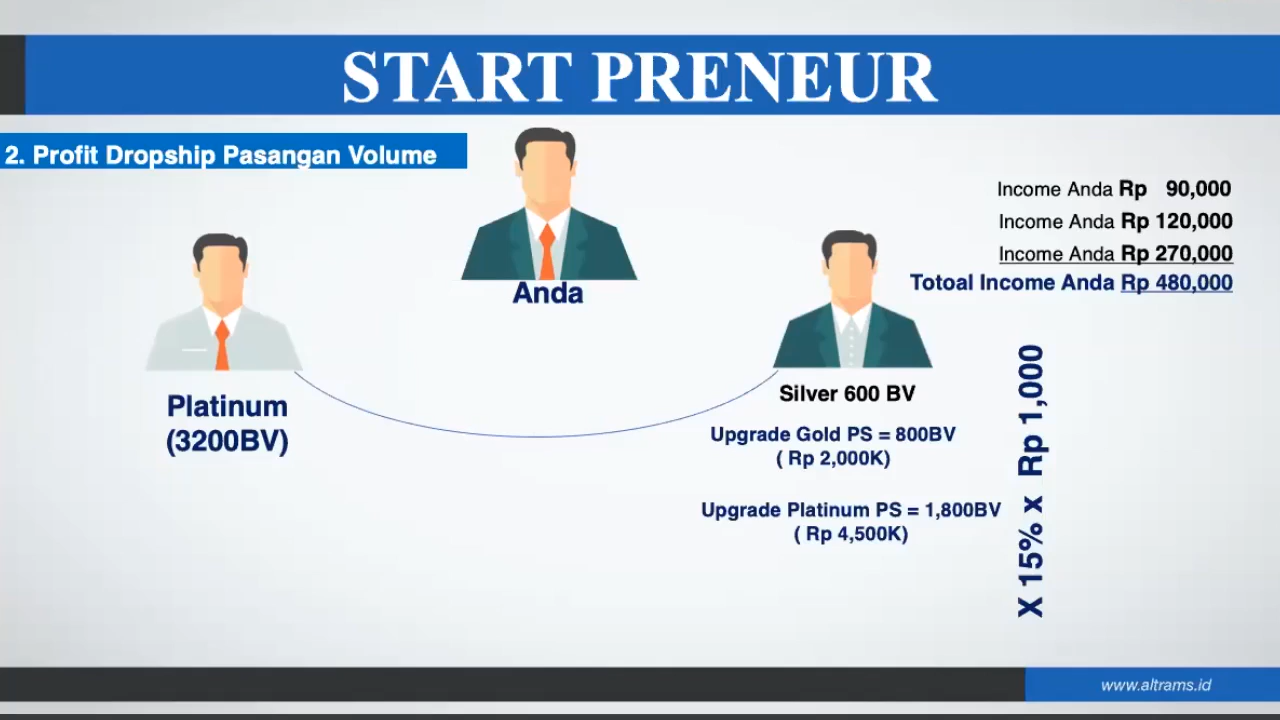 START PRENEUR
2. Profit Dropship Pasangan Volume
Income Anda Rp 90,000
Income Anda Rp 120,000
Income Anda Rp 270,000
Totoal Income Anda Rp 480,000
Anda
Platinum
(3200BV)
Silver 600 BV
Upgrade Gold PS = 800BV
( Rp 2,000K)
Upgrade Platinum PS = 1,800BV
( Rp 4,500K)
X 15% x Rp 1,000
www.altrams.id